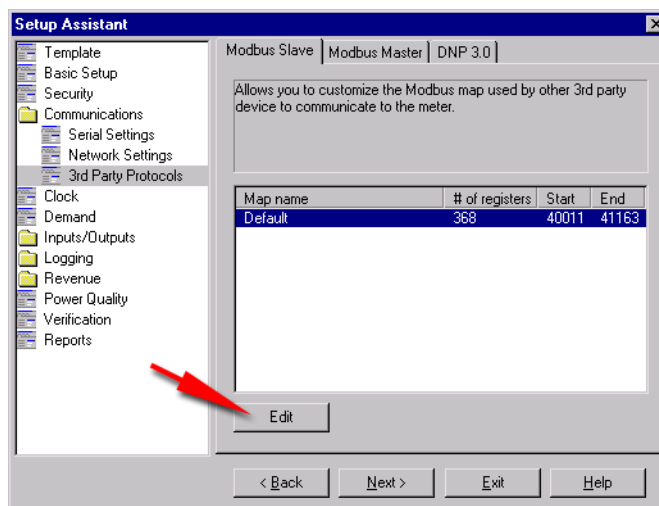 Setup Assistant
Template
Basic Setup
Security
Communications
Serial Settings
Network Settings
3rd Party Protocols
Clock
Demand
Inputs/Outputs
Logging
Revenue
Power Quality
Verification
Reports
Modbus Slave Modbus Master DNP 3.0
Allows you to customize the Modbus map used by other 3rd party
device to communicate to the meter.
Map name # of registers Start End
Default 368 40011 41163
Edit
< Back Next > Exit Help